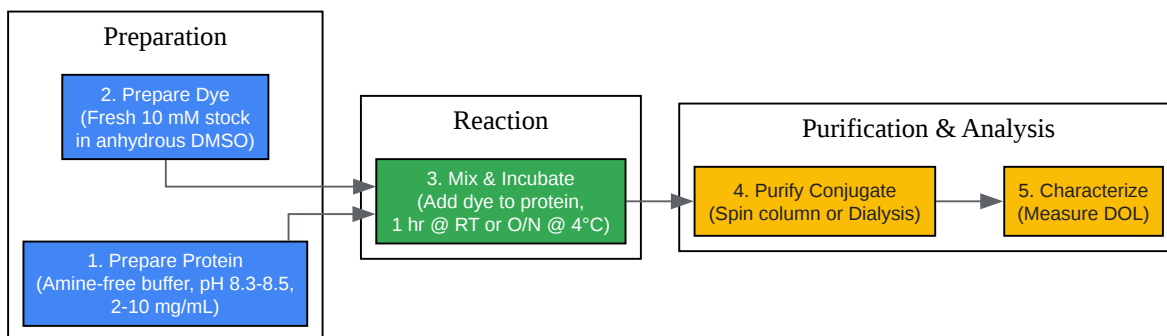 Preparation
2. Prepare Dye
(Fresh 10 mM stock
in anhydrous DMSO)
1. Prepare Protein
(Amine-free buffer, pH 8.3-8.5,
2-10 mg/mL)
Reaction
3. Mix & Incubate
(Add dye to protein,
1 hr @ RT or O/N @ 4°C)
Purification & Analysis
4. Purify Conjugate
(Spin column or Dialysis)
5. Characterize
(Measure DOL)